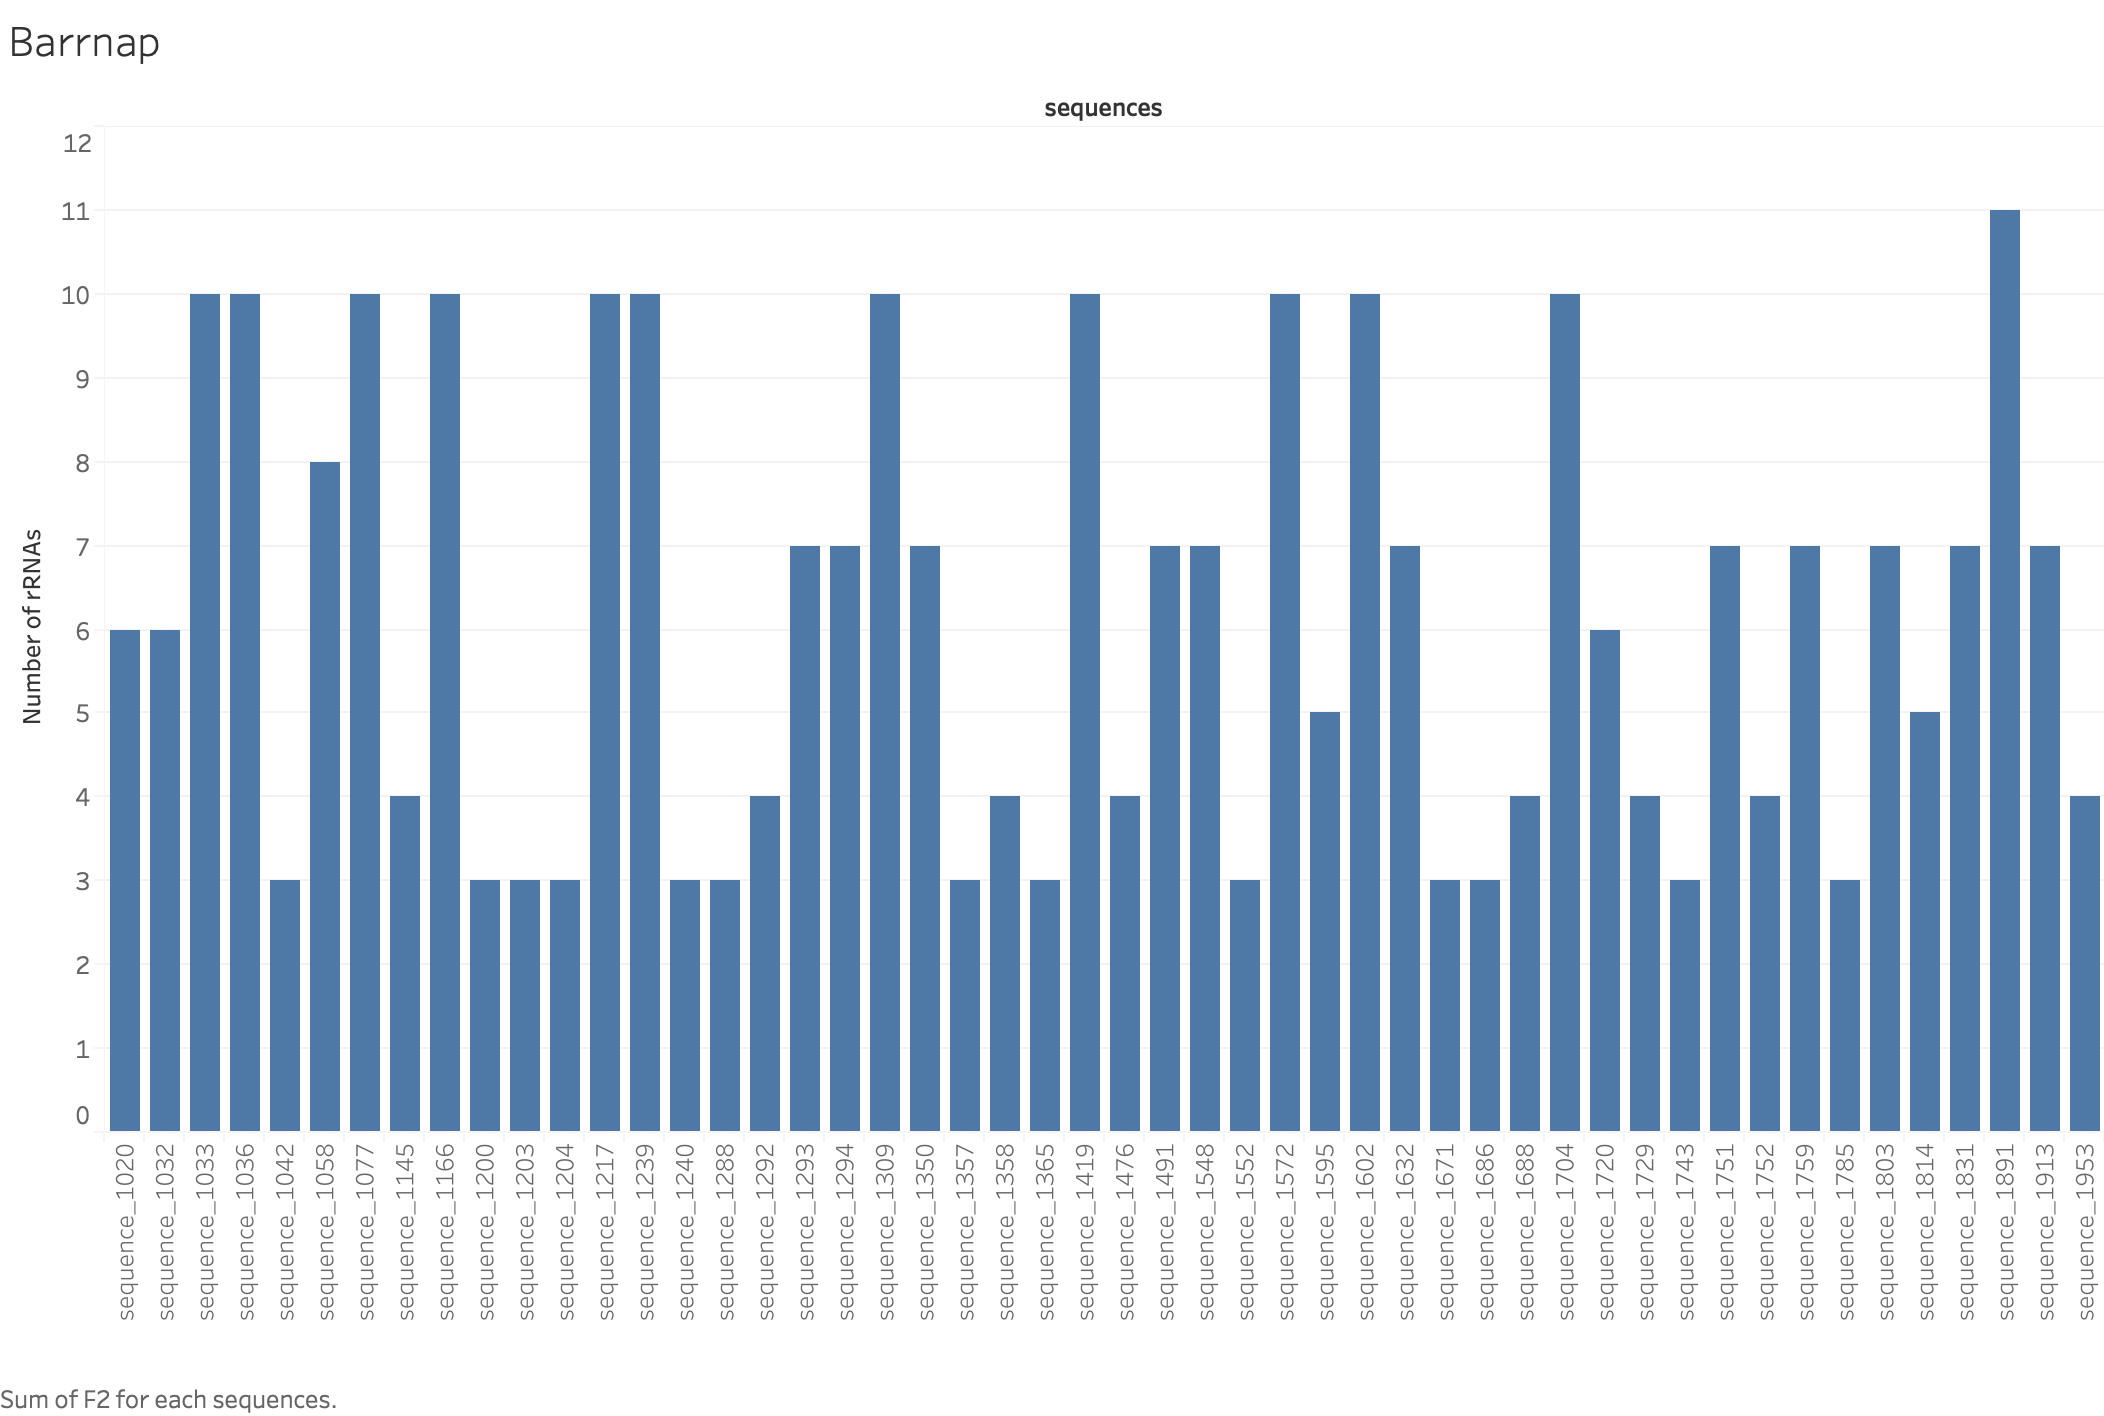 Barrnap
sequences
12
11
10
9
8
7
6
5
4
3
2
1
0
Number of rRNAs
sequence_1020
sequence_1032
sequence_1033
sequence_1036
sequence_1042
sequence_1058
sequence_1077
sequence_1145
sequence_1166
sequence_1200
sequence_1203
sequence_1204
sequence_1217
sequence_1239
sequence_1240
sequence_1288
sequence_1292
sequence_1293
sequence_1294
sequence_1309
sequence_1350
sequence_1357
sequence_1358
sequence_1365
sequence_1419
sequence_1476
sequence_1491
sequence_1548
sequence_1552
sequence_1572
sequence_1595
sequence_1602
sequence_1632
sequence_1671
sequence_1686
sequence_1688
sequence_1704
sequence_1720
sequence_1729
sequence_1743
sequence_1751
sequence_1752
sequence_1759
sequence_1785
sequence_1803
sequence_1814
sequence_1831
sequence_1891
sequence_1913
sequence_1953
Sum of F2 for each sequences.